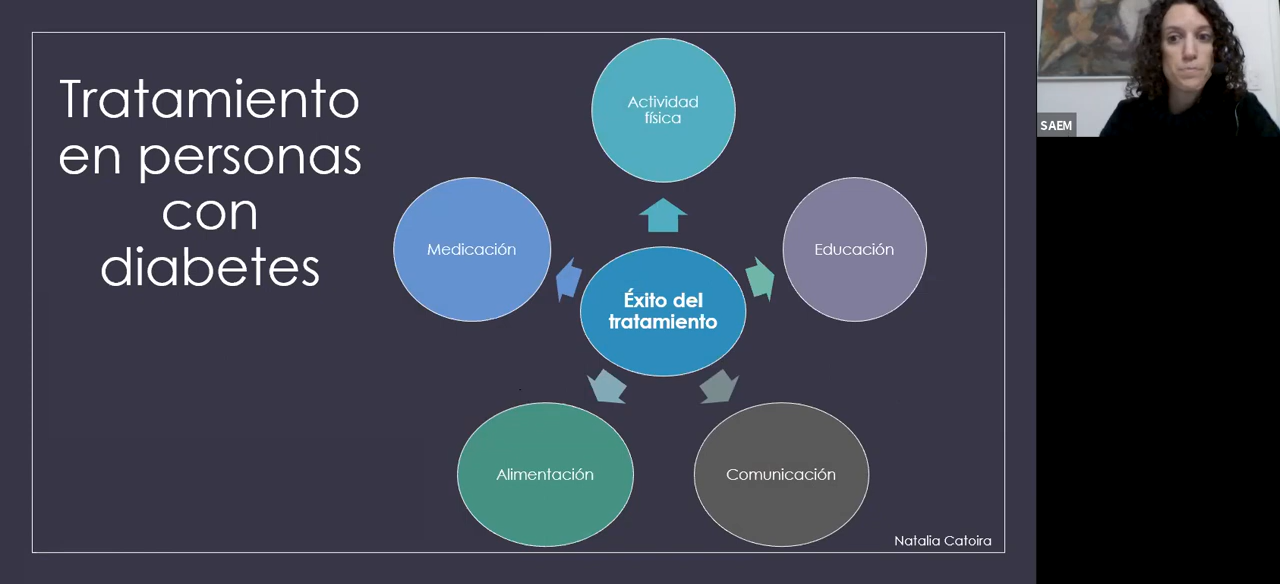 Tratamiento
en personas
con
diabetes
Actividad
física
Medicación
Educación
Éxito del
tratamiento
Alimentación
Comunicación
Natalia Catoira
SAEM